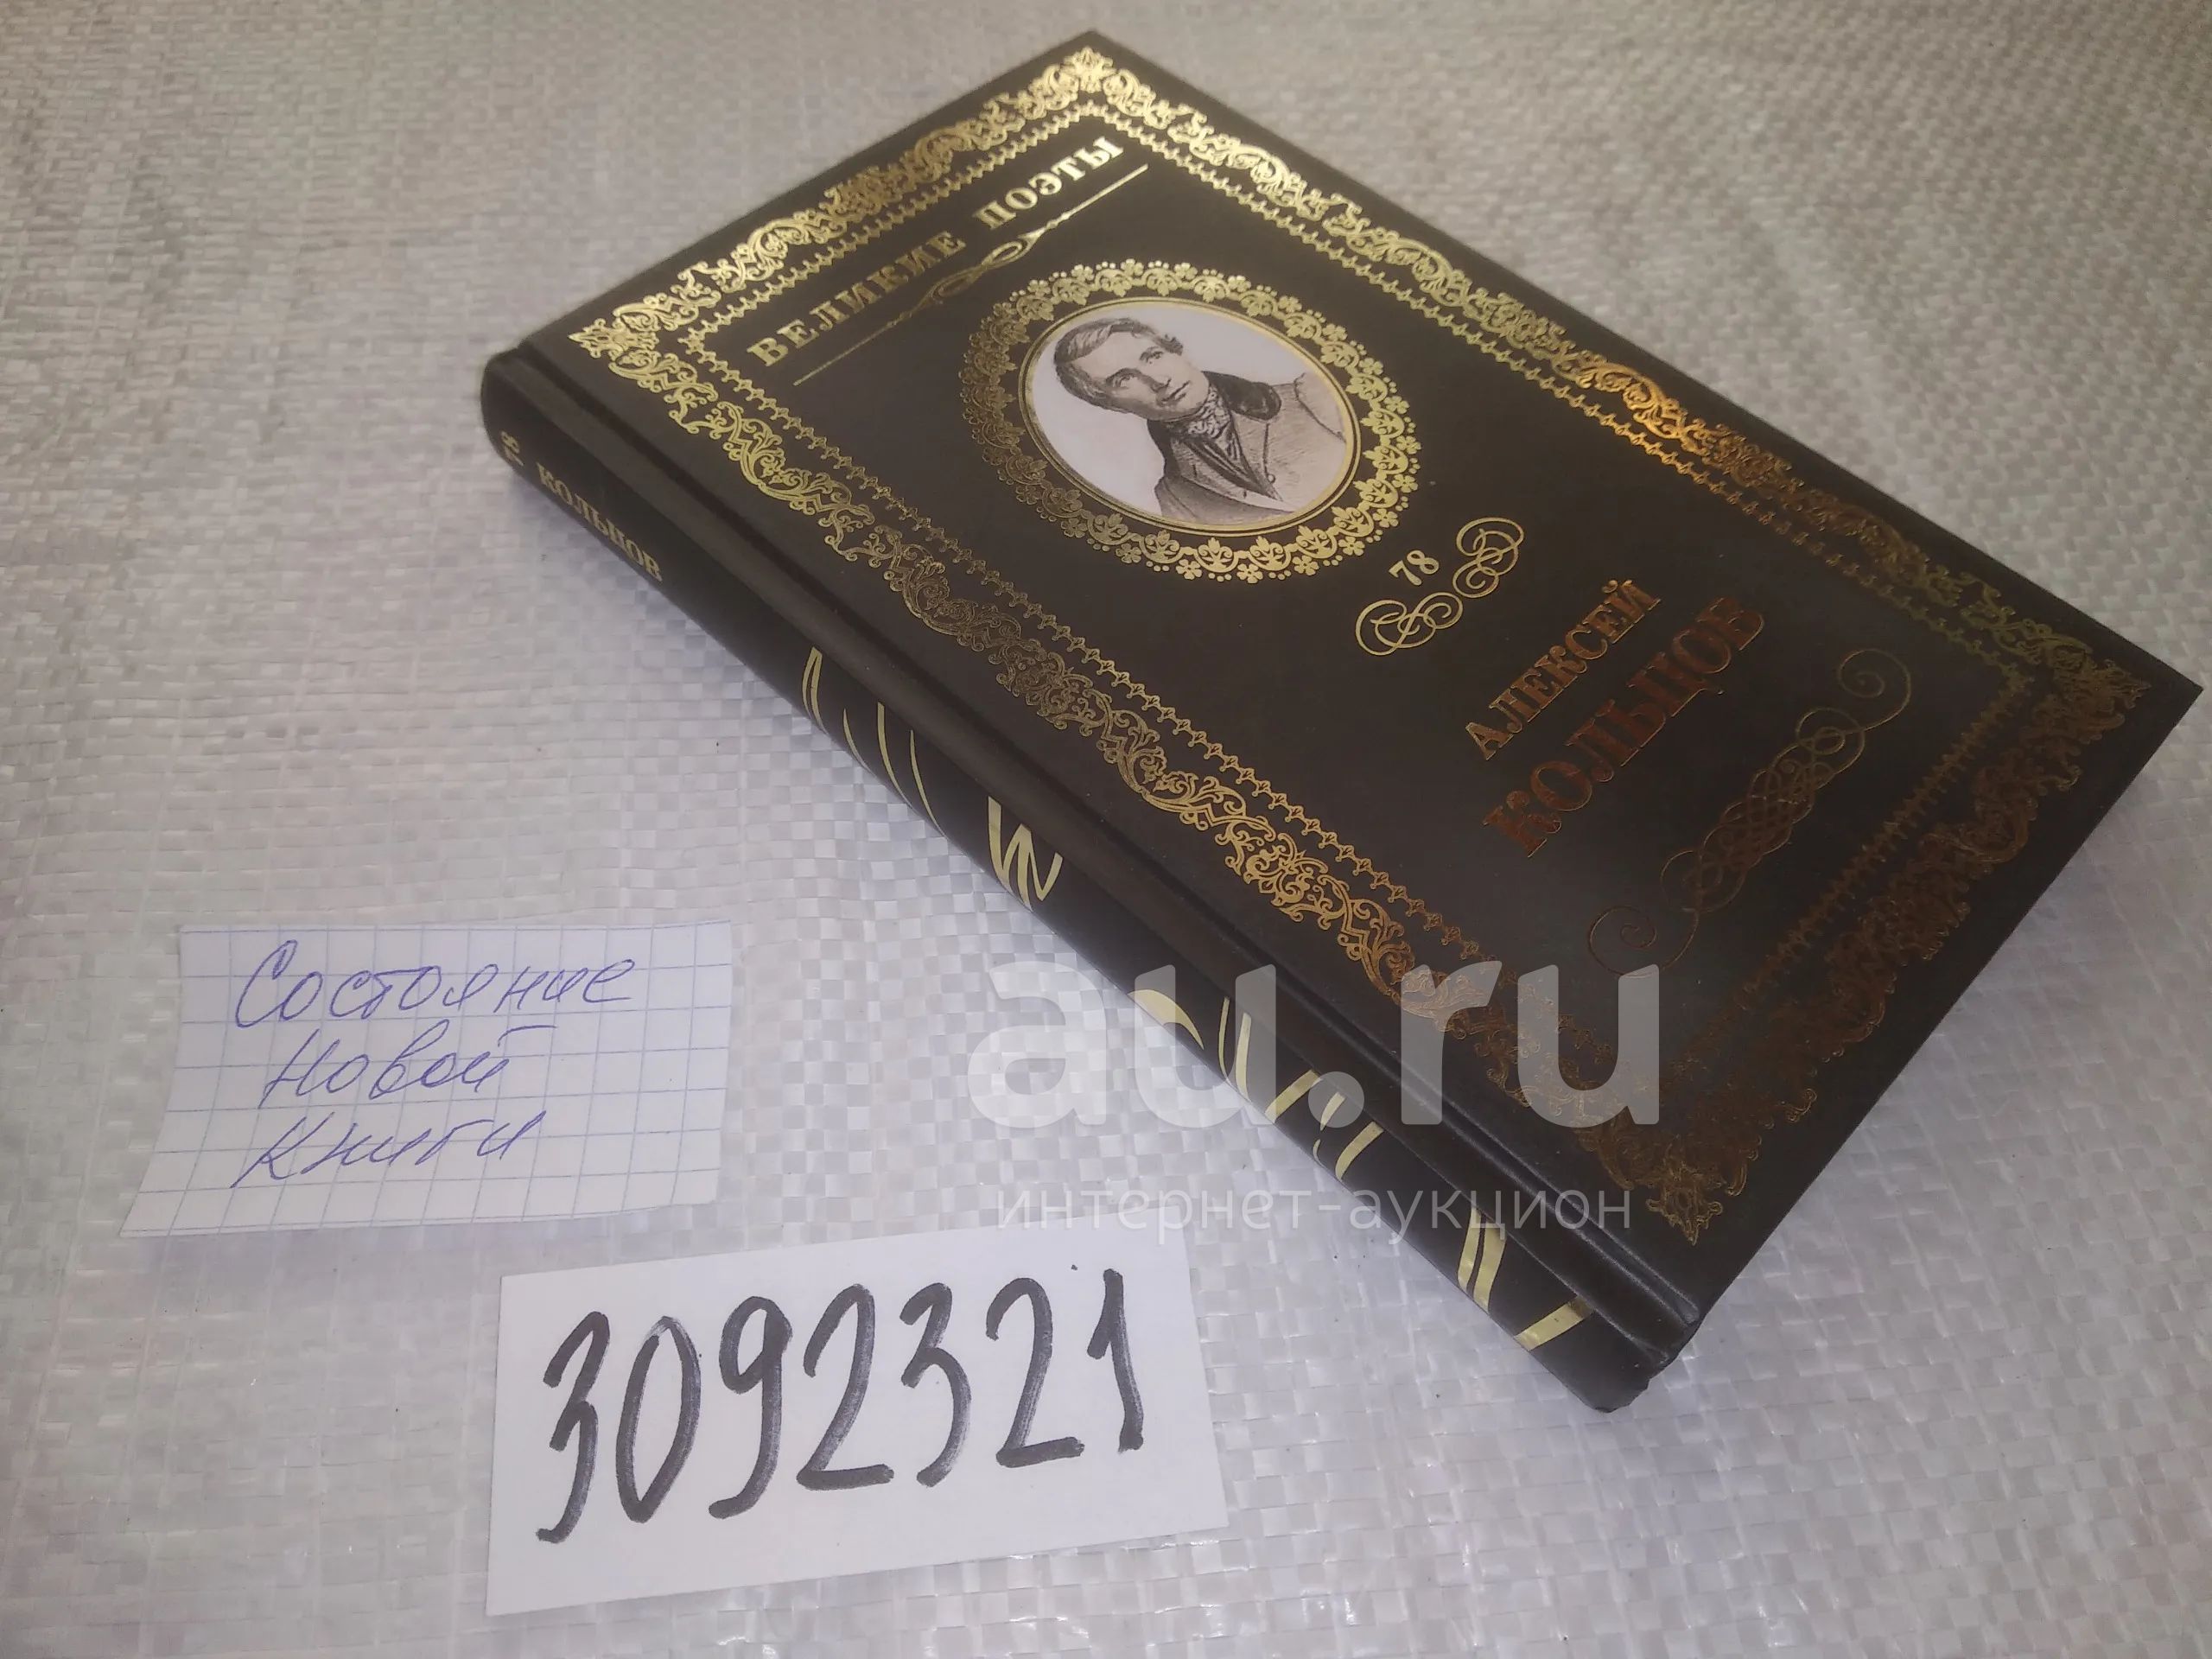 ВЕЛИКИЕ ПОЭТЫ
78
АЛЕКСЕЙ
КОЛЬЦОВ
78 КОЛЬЦОВ
Состояние
Новой
Книги
3092321
au.ru
интернет-аукцион